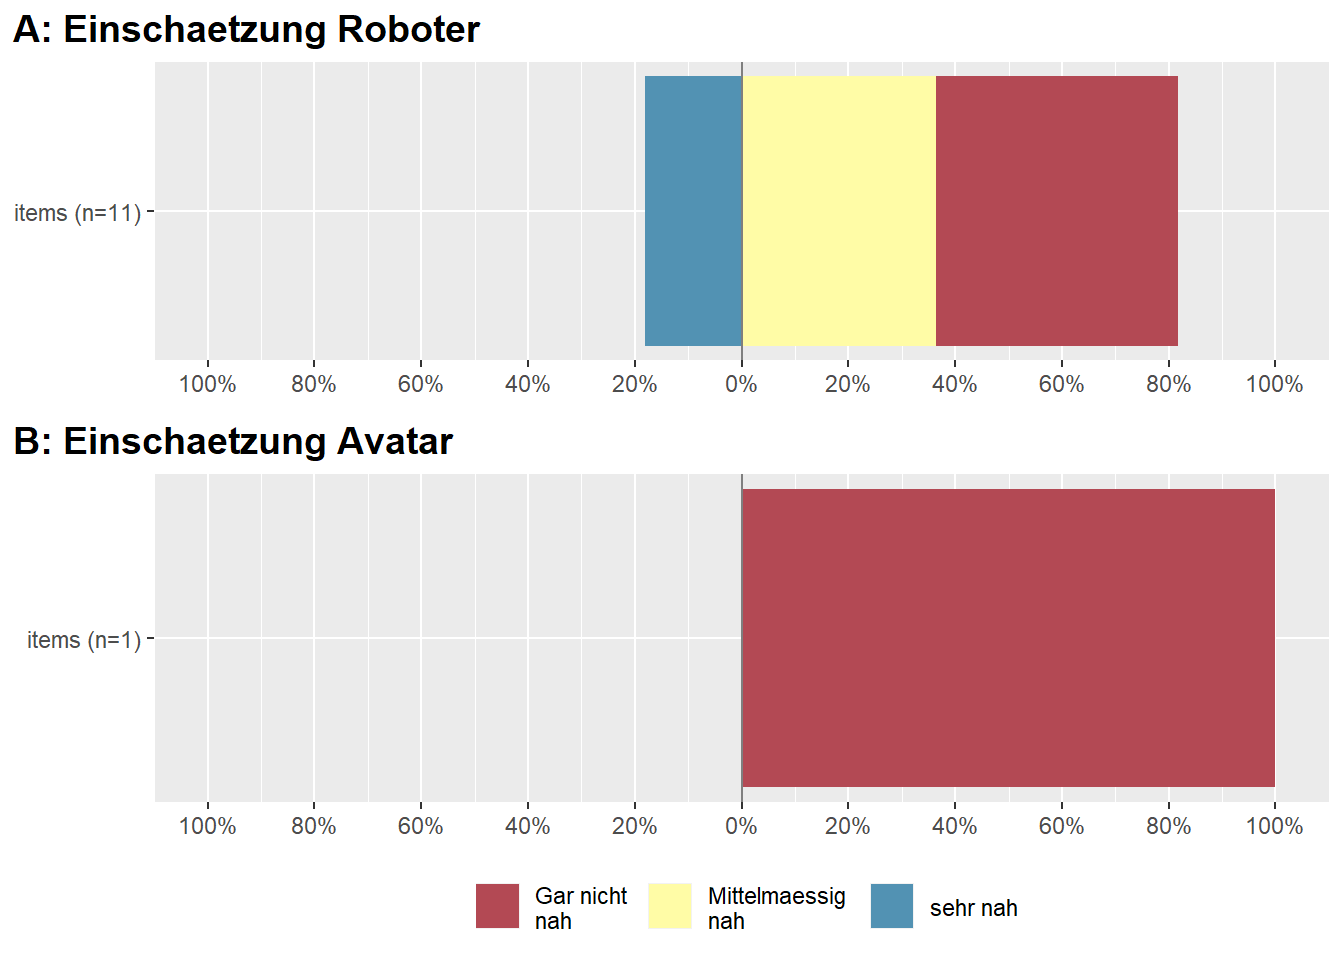 A: Einschaetzung Roboter
items (n=11)
100% 80% 60% 40% 20% 0% 20% 40% 60% 80% 100%
B: Einschaetzung Avatar
items (n=1)
100% 80% 60% 40% 20% 0% 20% 40% 60% 80% 100%
Gar nicht
nah
Mittelmaessig
nah
sehr nah